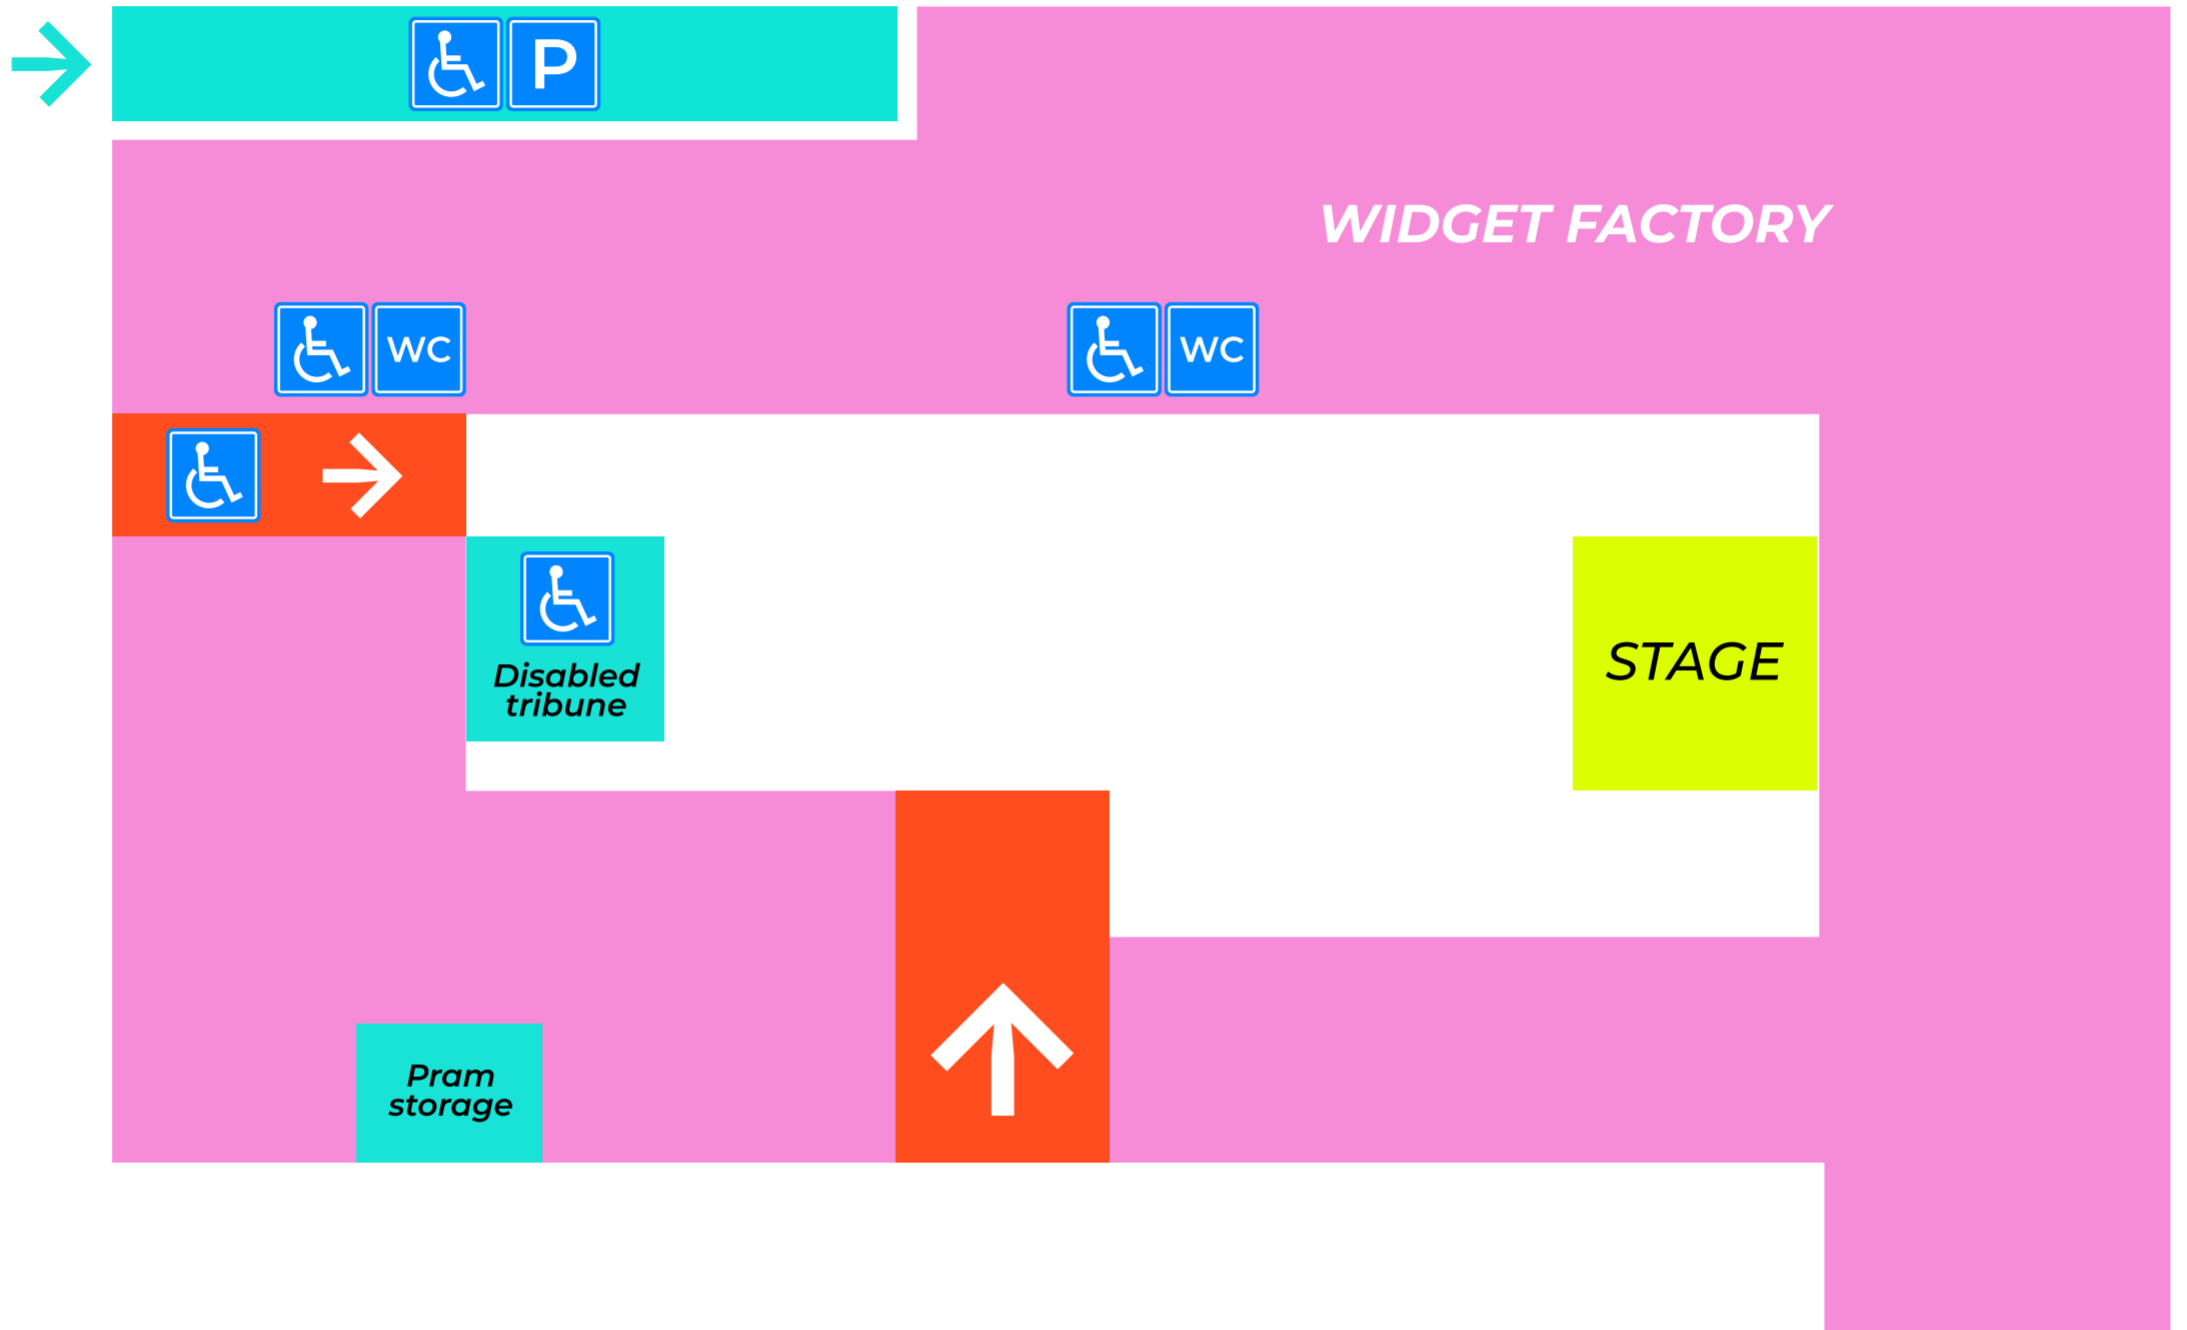 P
WIDGET FACTORY
WC
WC
Disabled
tribune
STAGE
Pram
storage